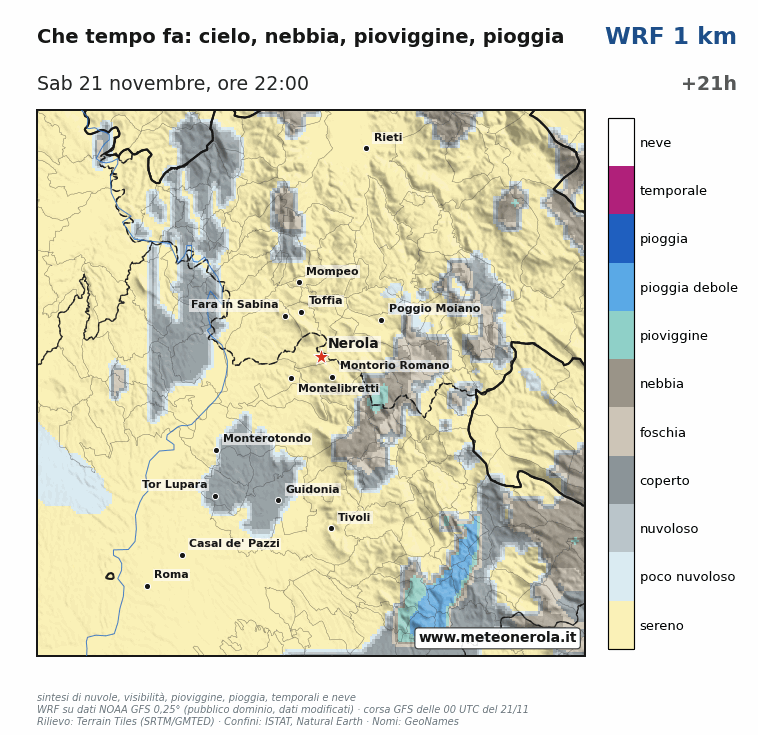 Che tempo fa: cielo, nebbia, pioviggine, pioggia
WRF 1 km
Sab 21 novembre, ore 22:00
+21h
Rieti
Mompeo
Fara in Sabina
Toffia
Poggio Moiano
Nerola
Montorio Romano
Montelibretti
Monterotondo
Tor Lupara
Guidonia
Tivoli
Casal de' Pazzi
Roma
www.meteonerola.it
neve
temporale
pioggia
pioggia debole
pioviggine
nebbia
foschia
coperto
nuvoloso
poco nuvoloso
sereno
sintesi di nuvole, visibilità, pioviggine, pioggia, temporali e neve
WRF su dati NOAA GFS 0,25° (pubblico dominio, dati modificati) · corsa GFS delle 00 UTC del 21/11
Rilievo: Terrain Tiles (SRTM/GMTED) · Confini: ISTAT, Natural Earth · Nomi: GeoNames